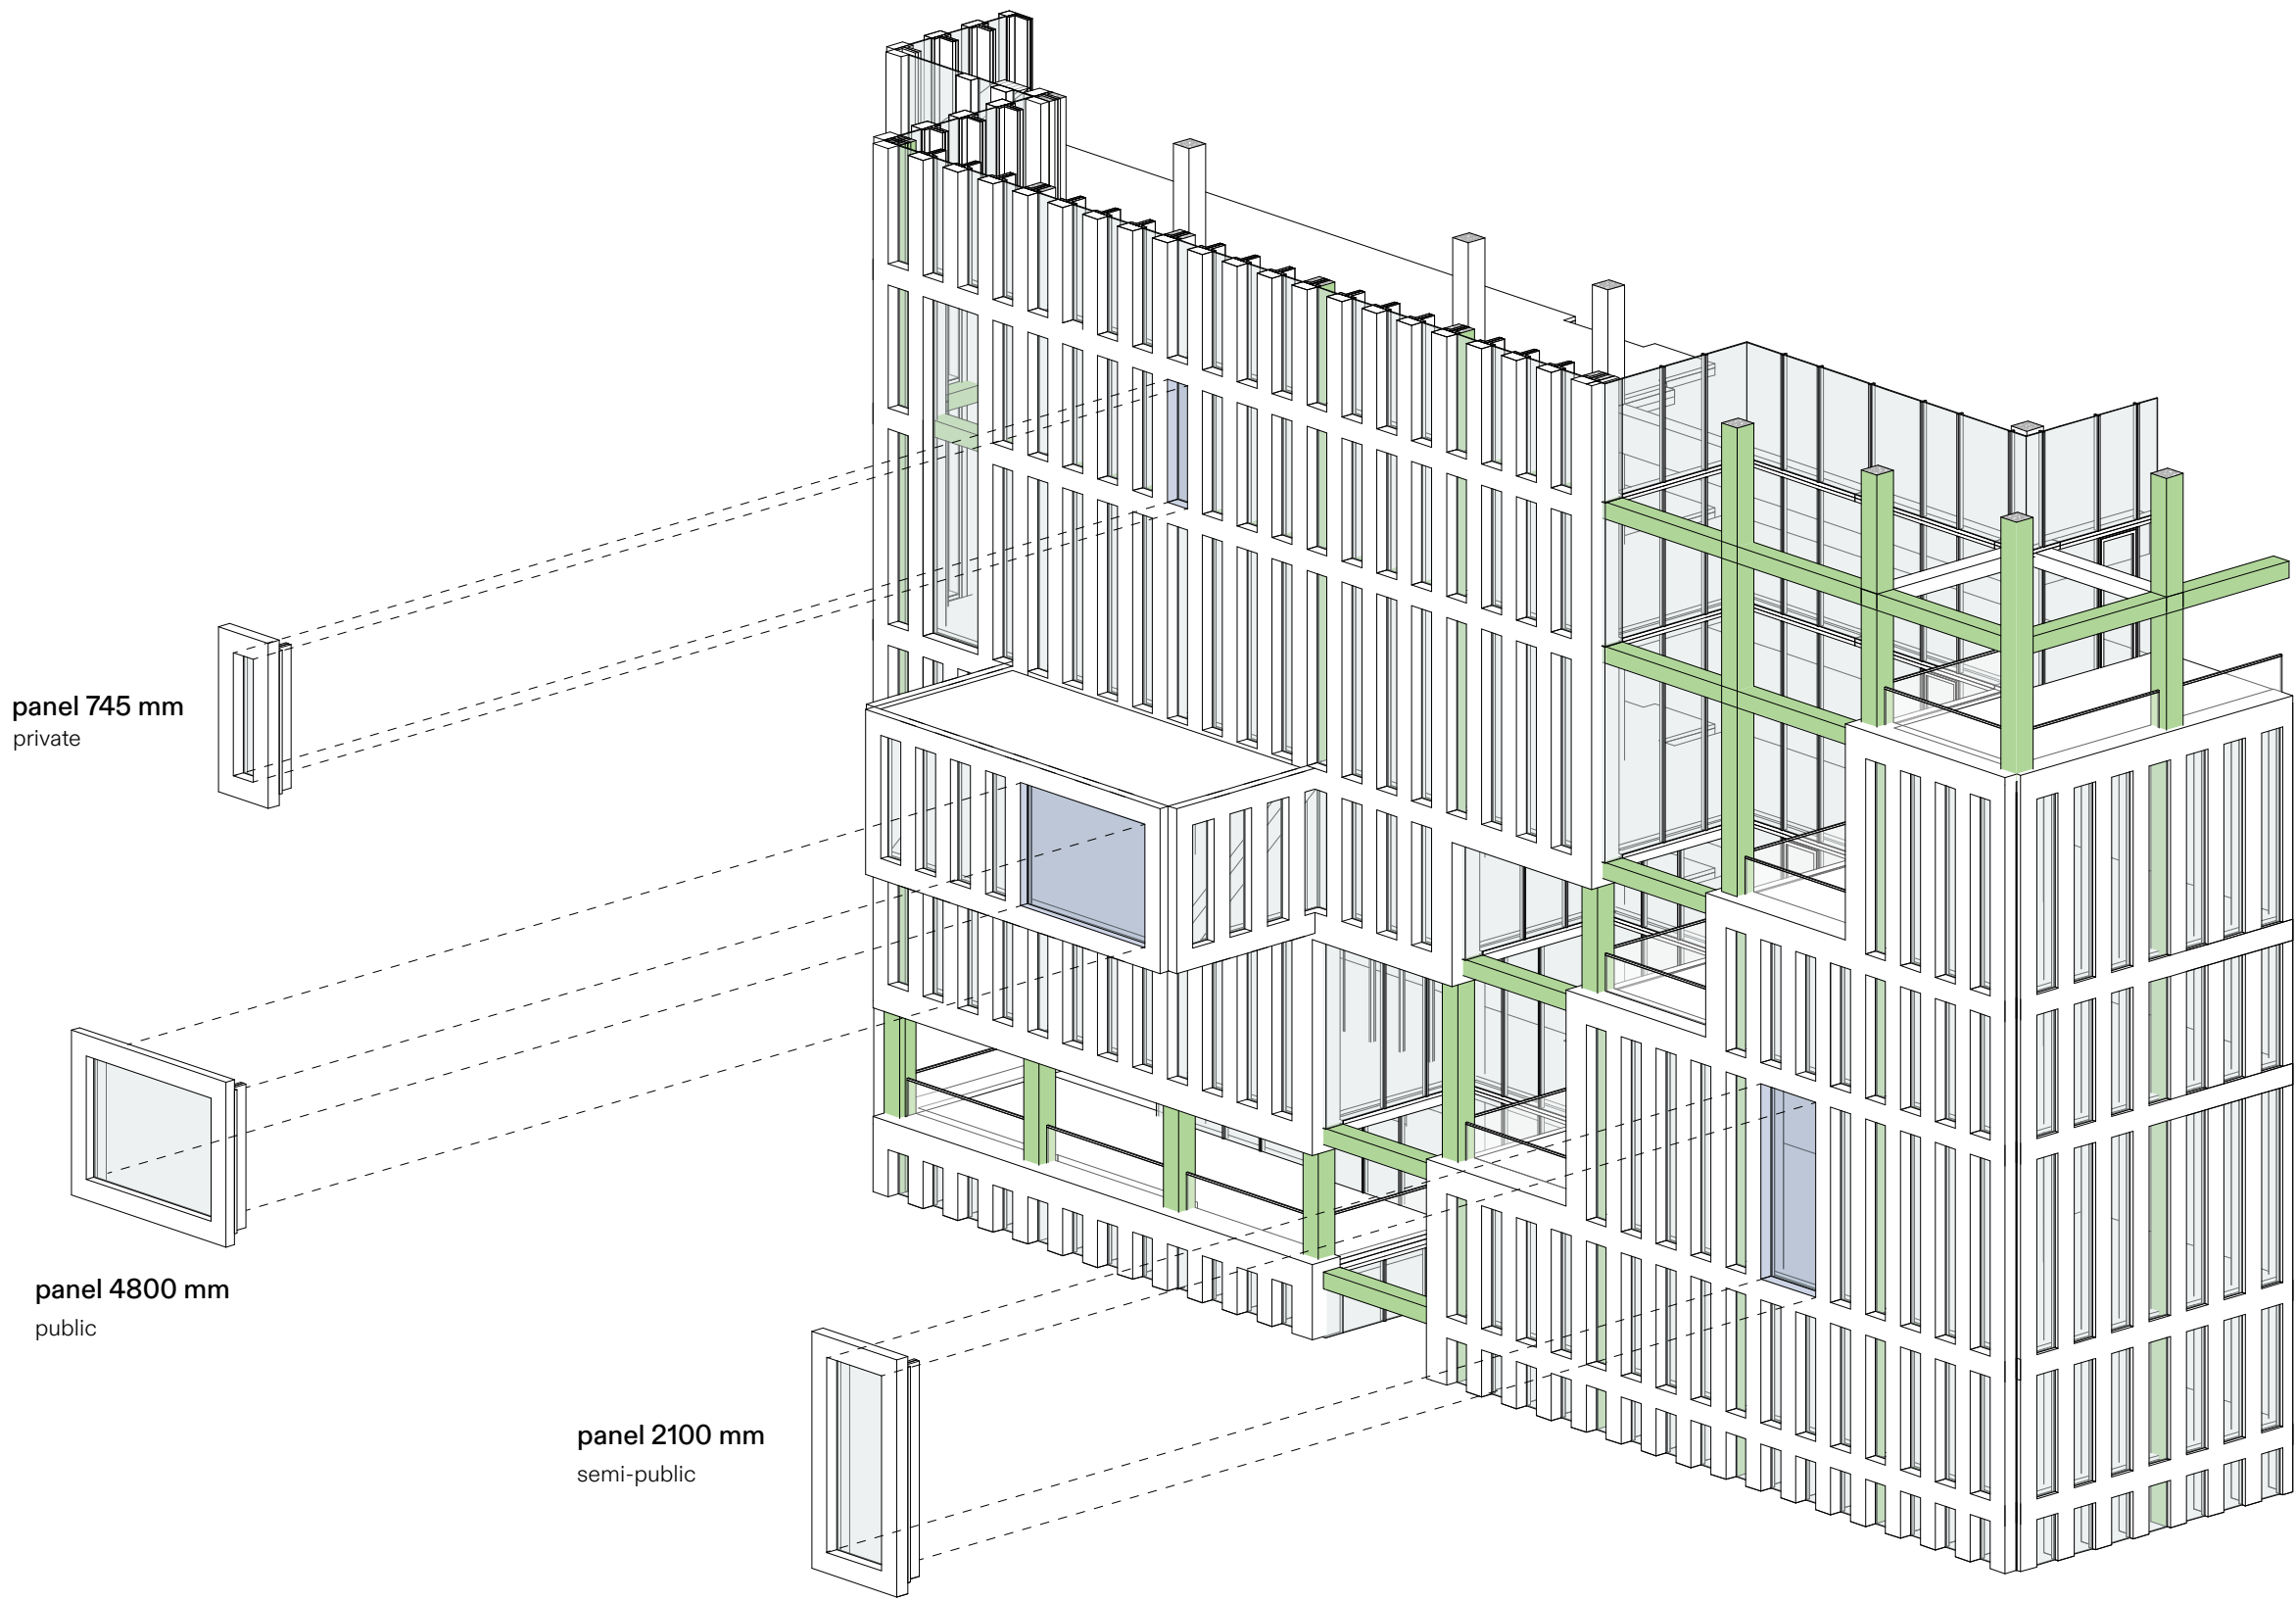 panel 745 mm
private
panel 4800 mm
public
panel 2100 mm
semi-public